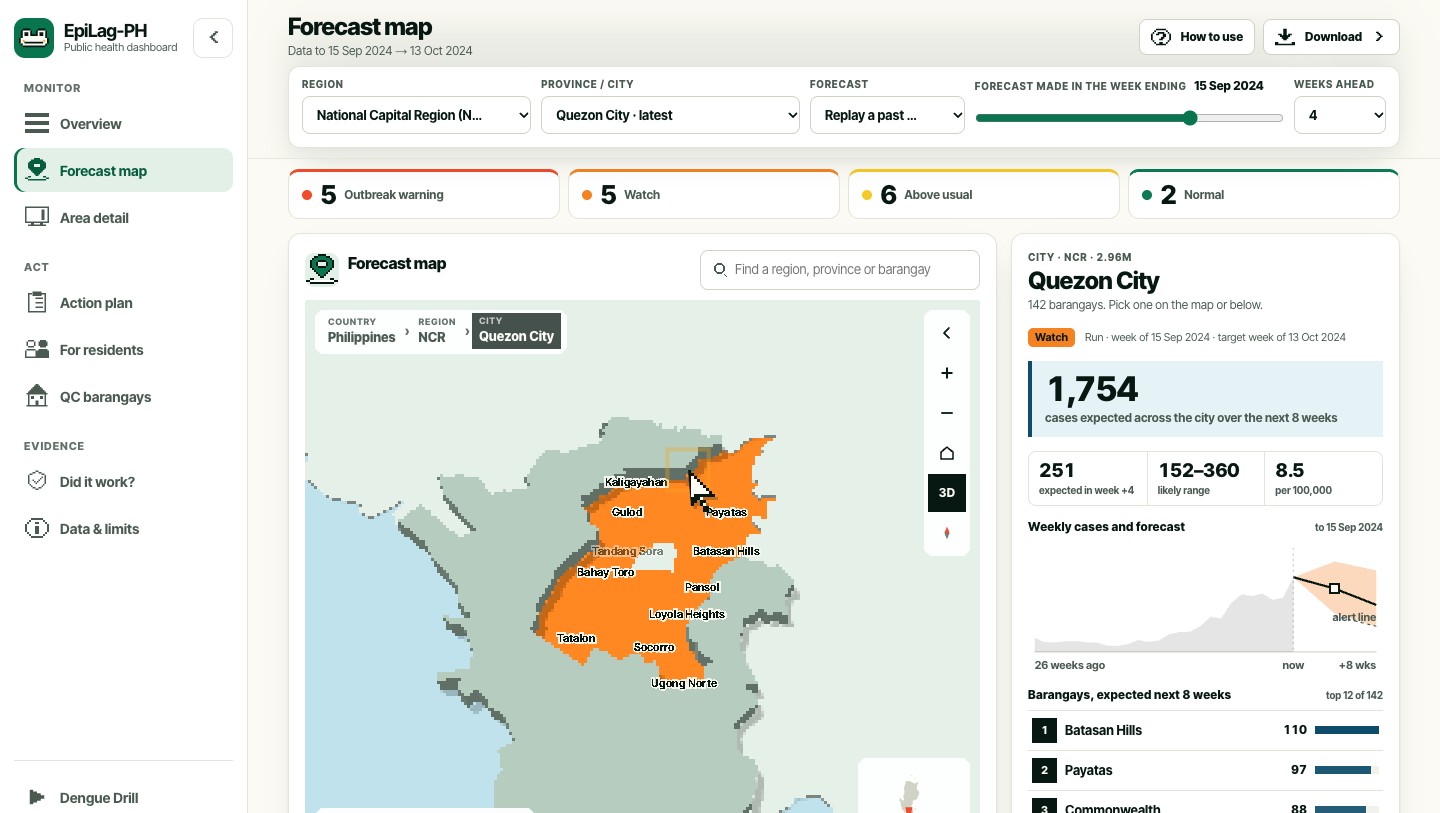 EpiLag-PH
Public health dashboard
MONITOR
Overview
Forecast map
Area detail
ACT
Action plan
For residents
QC barangays
EVIDENCE
Did it work?
Data & limits
Dengue Drill
Forecast map
Data to 15 Sep 2024 → 13 Oct 2024
How to use
Download
REGION
National Capital Region (N...
PROVINCE / CITY
Quezon City · latest
FORECAST
Replay a past ...
FORECAST MADE IN THE WEEK ENDING 15 Sep 2024
WEEKS AHEAD
4
5 Outbreak warning
5 Watch
6 Above usual
2 Normal
Forecast map
Find a region, province or barangay
COUNTRY
Philippines
REGION
NCR
CITY
Quezon City
3D
Kaligayahan
Gulod
Payatas
Tandang Sora
Batasan Hills
Bahay Toro
Pansol
Loyola Heights
Tatalon
Socorro
Ugong Norte
CITY · NCR · 2.96M
Quezon City
142 barangays. Pick one on the map or below.
Watch
Run · week of 15 Sep 2024 · target week of 13 Oct 2024
1,754
cases expected across the city over the next 8 weeks
251
expected in week +4
152–360
likely range
8.5
per 100,000
Weekly cases and forecast
to 15 Sep 2024
alert line
26 weeks ago
now
+8 wks
Barangays, expected next 8 weeks
top 12 of 142
1 Batasan Hills 110
2 Payatas 97
3 Commonwealth 88